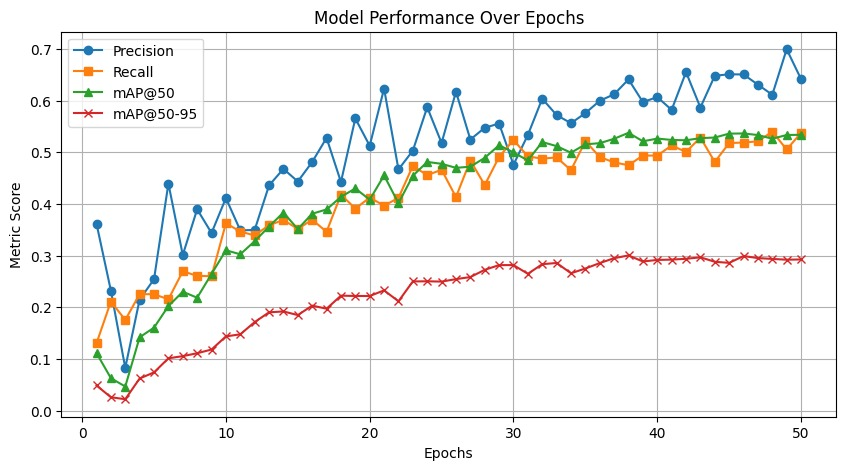 Model Performance Over Epochs
Precision
Recall
mAP@50
mAP@50-95
Metric Score
0.7
0.6
0.5
0.4
0.3
0.2
0.1
0.0
0 10 20 30 40 50
Epochs